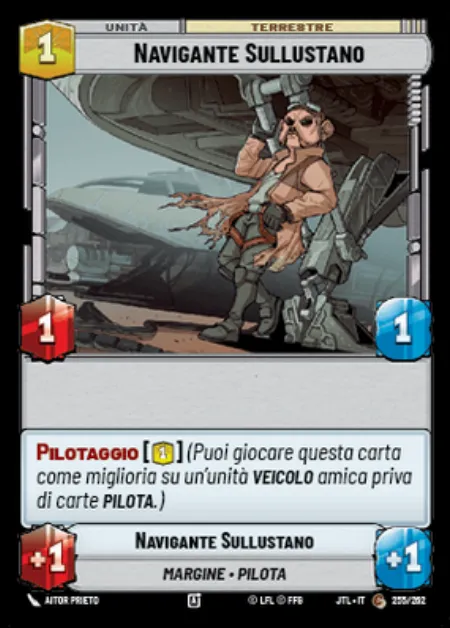 UNITÀ TERRESTRE
1 NAVIGANTE SULLUSTANO
1 1
PILOTAGGIO [1] (Puoi giocare questa carta
come miglioria su un'unità VEICOLO amica priva
di carte PILOTA.)
NAVIGANTE SULLUSTANO
+1 +1
MARGINE • PILOTA
AITOR PRIETO A © LFL © FFG JTL • IT C 255/262